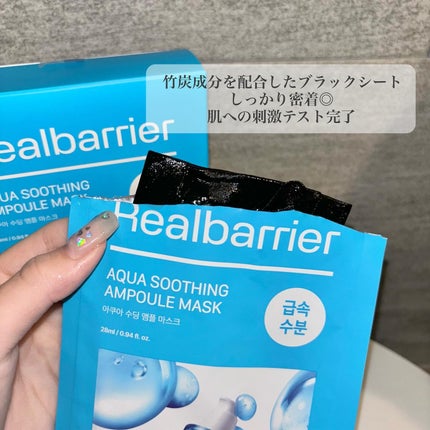 竹炭成分を配合したブラックシート
しっかり密着◎
肌への刺激テスト完了
Realbarrier
AQUA SOOTHING
AMPOULE MASK
Realbarrier
AQUA SOOTHING
AMPOULE MASK
아쿠아 수딩 앰플 마스크
28ml / 0.94 fl. oz.
급속
수분